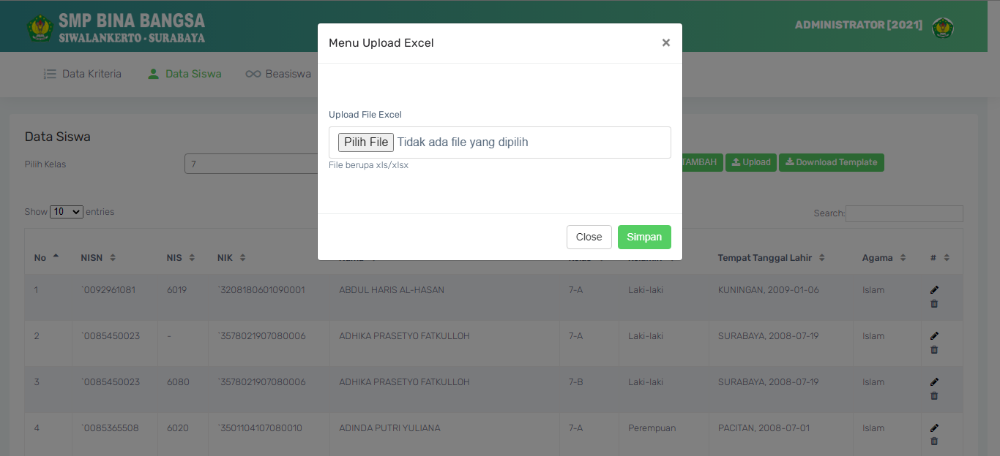 SMP BINA BANGSA
SIWALANKERTO - SURABAYA
ADMINISTRATOR [2021]
Menu Upload Excel
×
Data Kriteria
Data Siswa
Beasiswa
Upload File Excel
Pilih File Tidak ada file yang dipilih
File berupa xls/xlsx
Close
Simpan
Data Siswa
Pilih Kelas
7
TAMBAH
Upload
Download Template
Show 10 entries
Search:
No NISN NIS NIK Tempat Tanggal Lahir Agama #
1 `0092961081 6019 `3208180601090001 ABDUL HARIS AL-HASAN 7-A Laki-laki KUNINGAN, 2009-01-06 Islam
2 `0085450023 - `3578021907080006 ADHIKA PRASETYO FATKULLOH 7-A Laki-laki SURABAYA, 2008-07-19 Islam
3 `0085450023 6080 `3578021907080006 ADHIKA PRASETYO FATKULLOH 7-B Laki-laki SURABAYA, 2008-07-19 Islam
4 `0085365508 6020 `3501104107080010 ADINDA PUTRI YULIANA 7-A Perempuan PACITAN, 2008-07-01 Islam